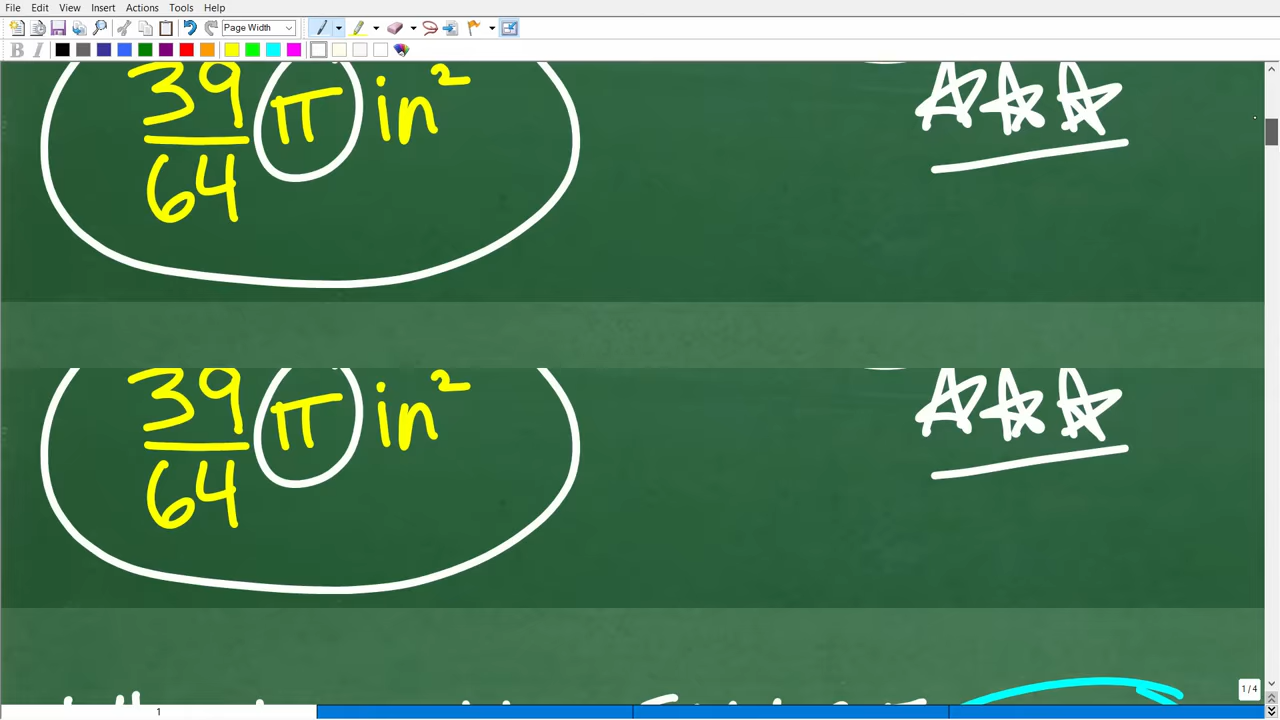 File Edit View Insert Actions Tools Help
Page Width
B I
39/64 π in²
39/64 π in²
1/4
1